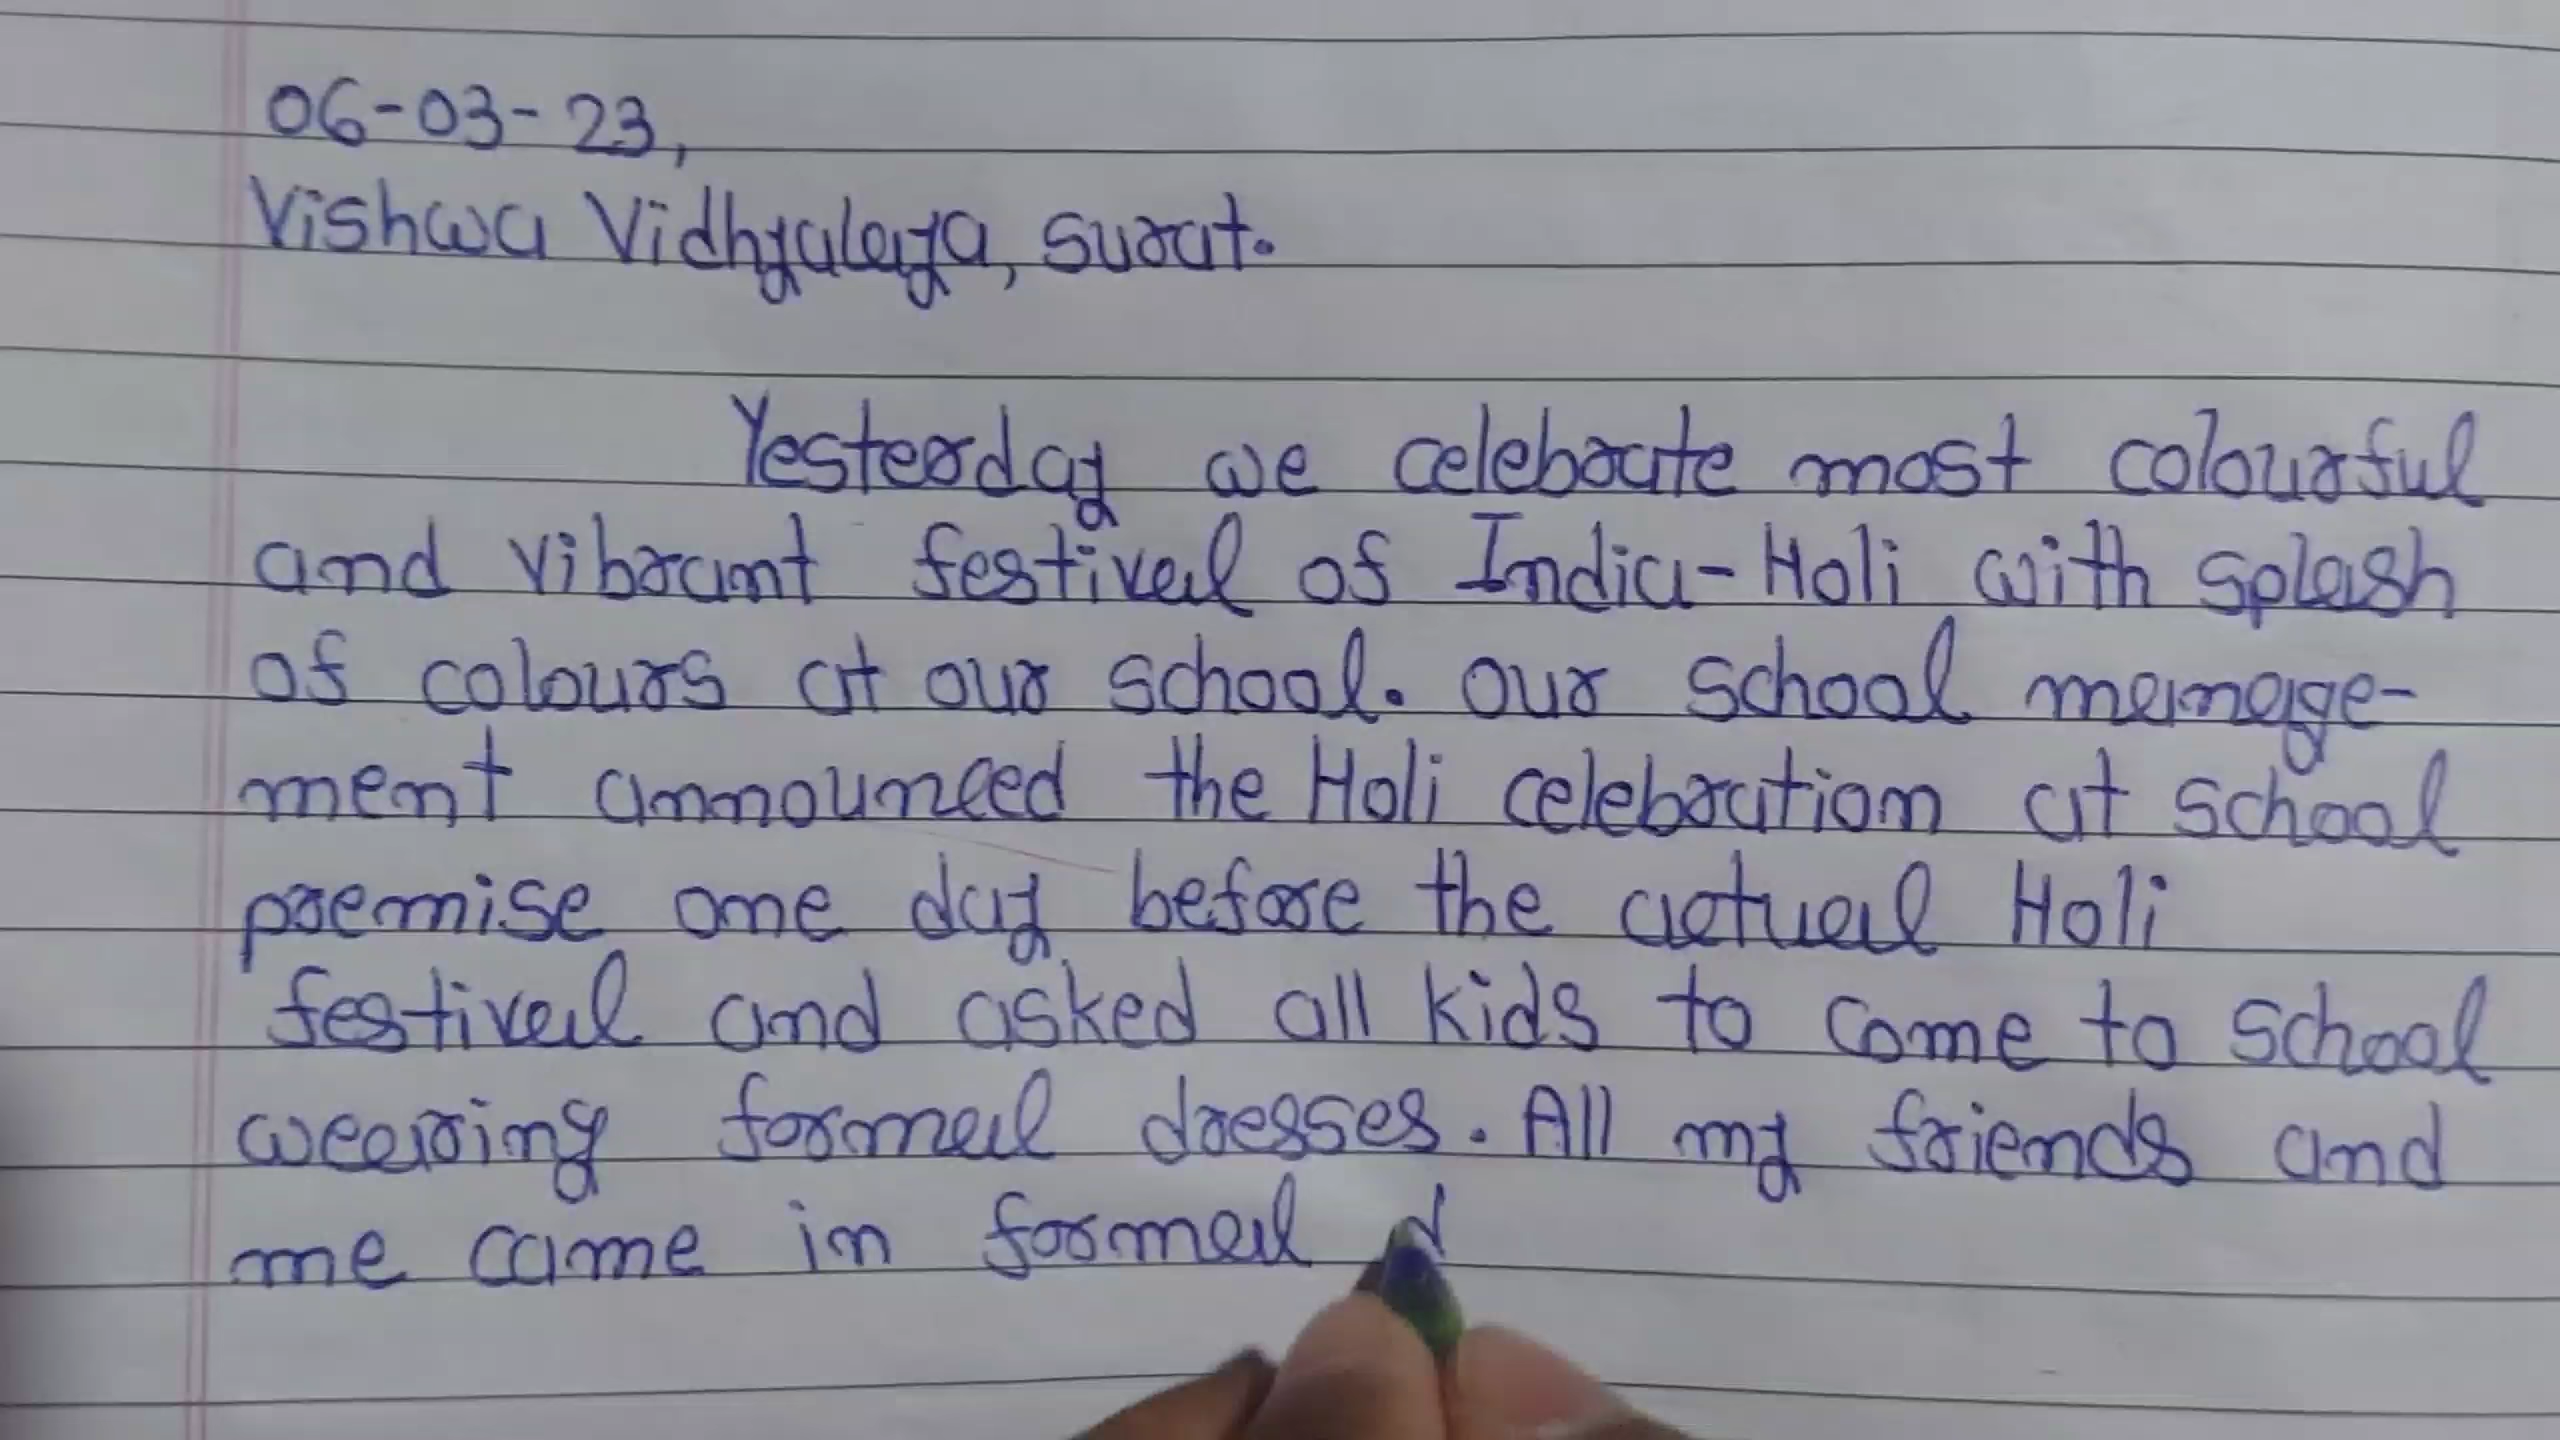 06-03-23,
Vishwa Vidhyalaya, Surat.
Yesterday we celebrate most colourful
and vibrant festival of India-Holi with splash
of colours at our school. Our school manage-
ment announced the Holi celebration at school
premise one day before the actual Holi
festival and asked all kids to come to school
wearing formal dresses. All my friends and
me came in formal d